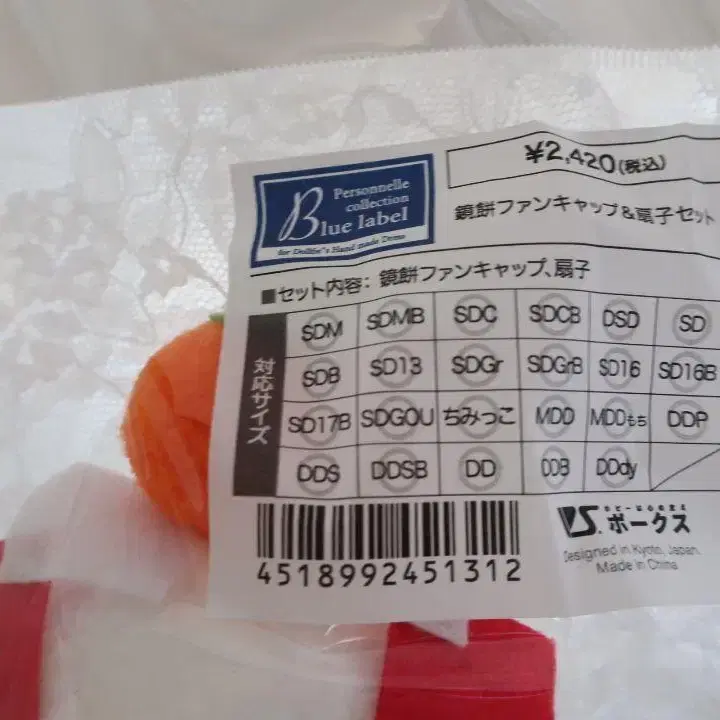 ¥2,420(税込)
Personnelle
collection
Blue label
for Dollfie's Hand made Dress
鏡餅ファンキャップ&扇子セット
■セット内容：鏡餅ファンキャップ、扇子
対応サイズ
SDM SDMB SDC SDCB DSD SD
SDB SD13 SDGr SDGrB SD16 SD16B
SD17B SDGOU ちみっこ MDD MDDもち DDP
DDS DDSB DD DDB DDdy
4518992451312
VS. ボークス
Designed in Kyoto, Japan.
Made in China